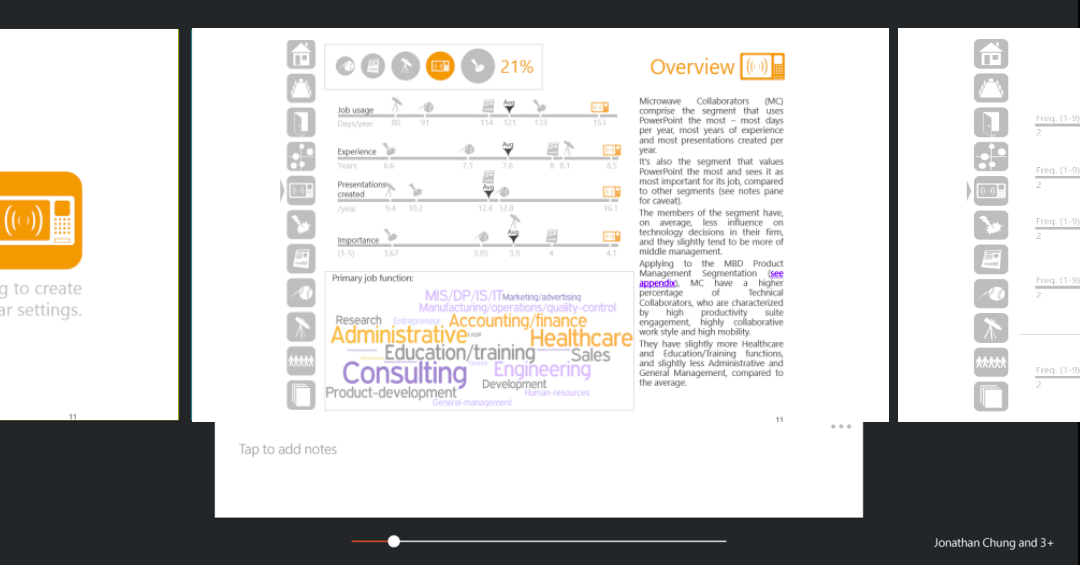 g to create
ar settings.
11
21%
Job usage
Avg
Days/year
80
91
114
121
133
153
Experience
Avg
Years
6.6
7.3
7.6
8
8.1
8.5
Presentations
created
Avg
/year
9.4
10.2
12.4
12.8
16.1
Importance
Avg
(1-5)
3.67
3.85
3.9
4
4.1
Primary job function:
MIS/DP/IS/IT
Marketing/advertising
Manufacturing/operations/quality-control
Research
Entrepreneur
Accounting/finance
Administrative
Legal
Healthcare
Education/training
Sales
Consulting
Engineering
Development
Product-development
Human-resources
General-management
Overview
Microwave Collaborators (MC)
comprise the segment that uses
PowerPoint the most – most days
per year, most years of experience
and most presentations created per
year.
It's also the segment that values
PowerPoint the most and sees it as
most important for its job, compared
to other segments (see notes pane
for caveat).
The members of the segment have,
on average, less influence on
technology decisions in their firm,
and they slightly tend to be more of
middle management.
Applying to the MBD Product
Management Segmentation (see
appendix), MC have a higher
percentage of Technical
Collaborators, who are characterized
by high productivity suite
engagement, highly collaborative
work style and high mobility.
They have slightly more Healthcare
and Education/Training functions,
and slightly less Administrative and
General Management, compared to
the average.
11
Freq. (1-9)
2
Freq. (1-9)
2
Freq. (1-9)
2
Freq. (1-9)
2
Freq. (1-9)
2
Tap to add notes
Jonathan Chung and 3+